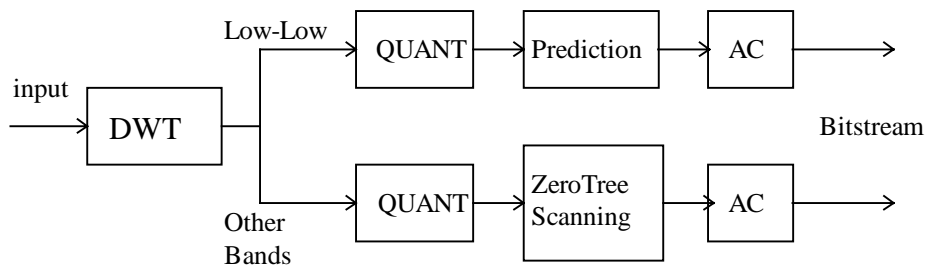 Low-Low
QUANT
Prediction
AC
input
DWT
Bitstream
QUANT
ZeroTree
Scanning
AC
Other
Bands